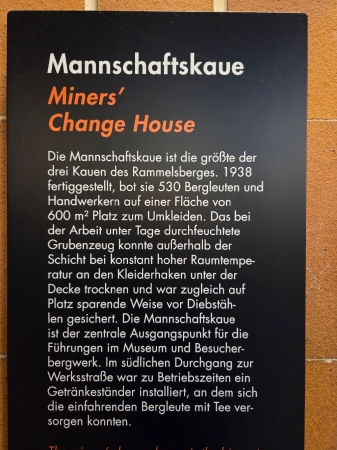 Mannschaftskaue
Miners'
Change House
Die Mannschaftskaue ist die größte der
drei Kauen des Rammelsberges. 1938
fertiggestellt, bot sie 530 Bergleuten und
Handwerkern auf einer Fläche von
600 m² Platz zum Umkleiden. Das bei
der Arbeit unter Tage durchfeuchtete
Grubenzeug konnte außerhalb der
Schicht bei konstant hoher Raumtempe-
ratur an den Kleiderhaken unter der
Decke trocknen und war zugleich auf
Platz sparende Weise vor Diebstäh-
len gesichert. Die Mannschaftskaue
ist der zentrale Ausgangspunkt für die
Führungen im Museum und Besucher-
bergwerk. Im südlichen Durchgang zur
Werksstraße war zu Betriebszeiten ein
Getränkeständer installiert, an dem sich
die einfahrenden Bergleute mit Tee ver-
sorgen konnten.